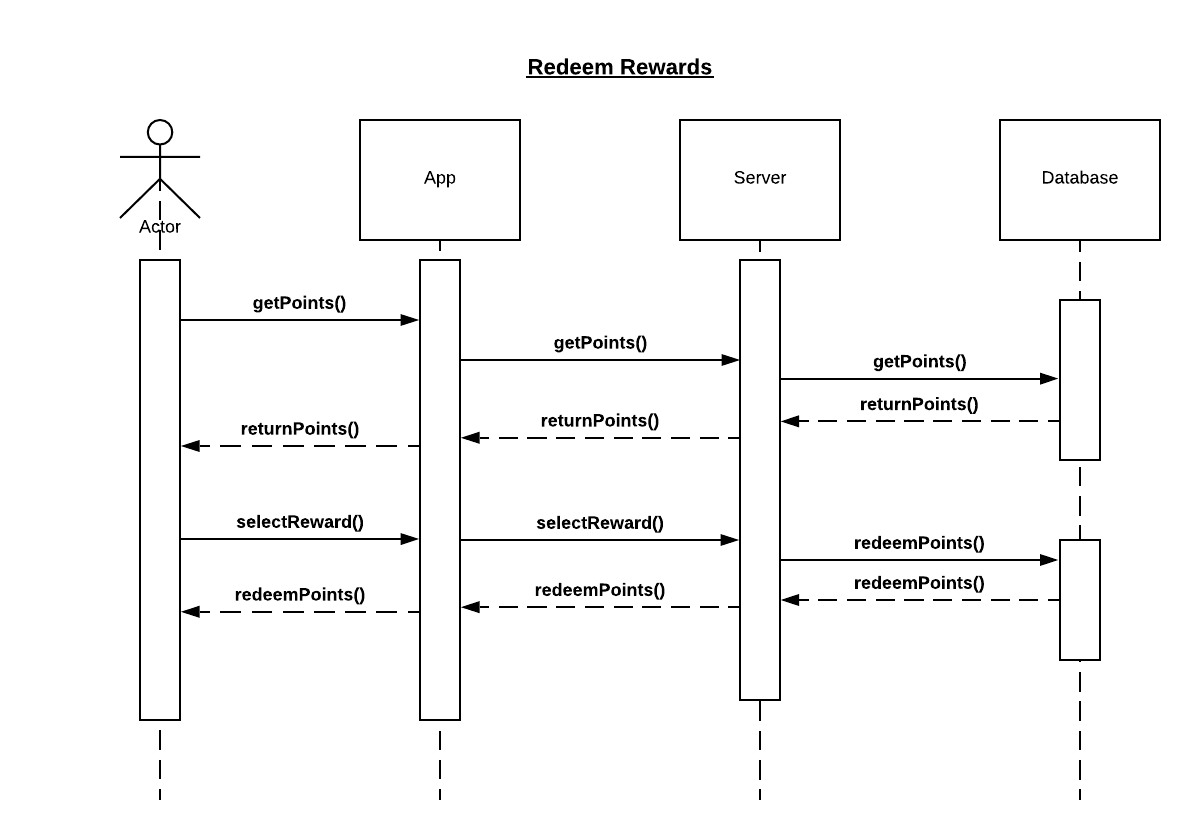 Redeem Rewards
Actor
App
Server
Database
getPoints()
getPoints()
getPoints()
returnPoints()
returnPoints()
returnPoints()
selectReward()
selectReward()
redeemPoints()
redeemPoints()
redeemPoints()
redeemPoints()